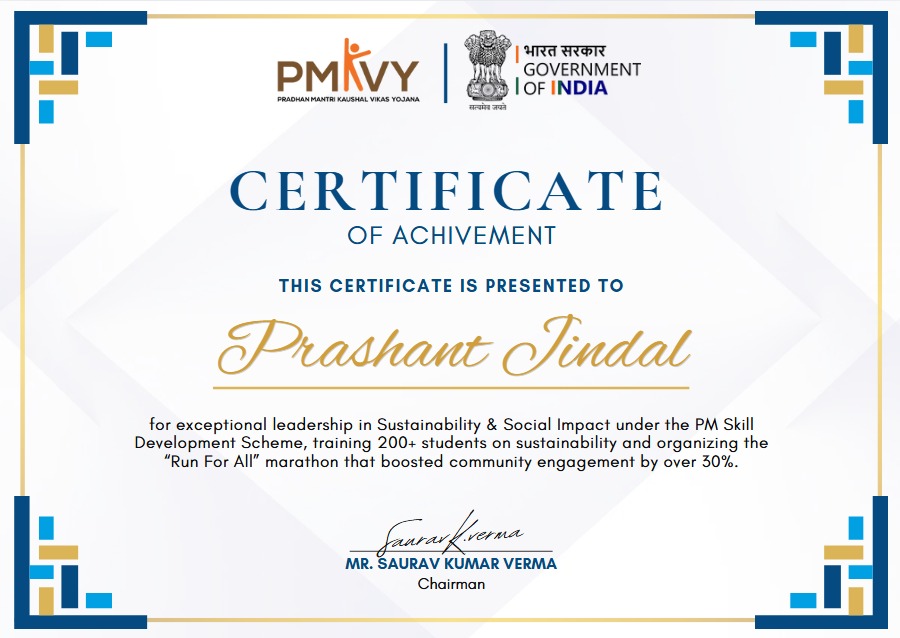 PMKVY
PRADHAN MANTRI KAUSHAL VIKAS YOJANA
सत्यमेव जयते
भारत सरकार
GOVERNMENT
OF INDIA
CERTIFICATE
OF ACHIVEMENT
THIS CERTIFICATE IS PRESENTED TO
Prashant Jindal
for exceptional leadership in Sustainability & Social Impact under the PM Skill
Development Scheme, training 200+ students on sustainability and organizing the
“Run For All” marathon that boosted community engagement by over 30%.
Saurav K.verma
MR. SAURAV KUMAR VERMA
Chairman